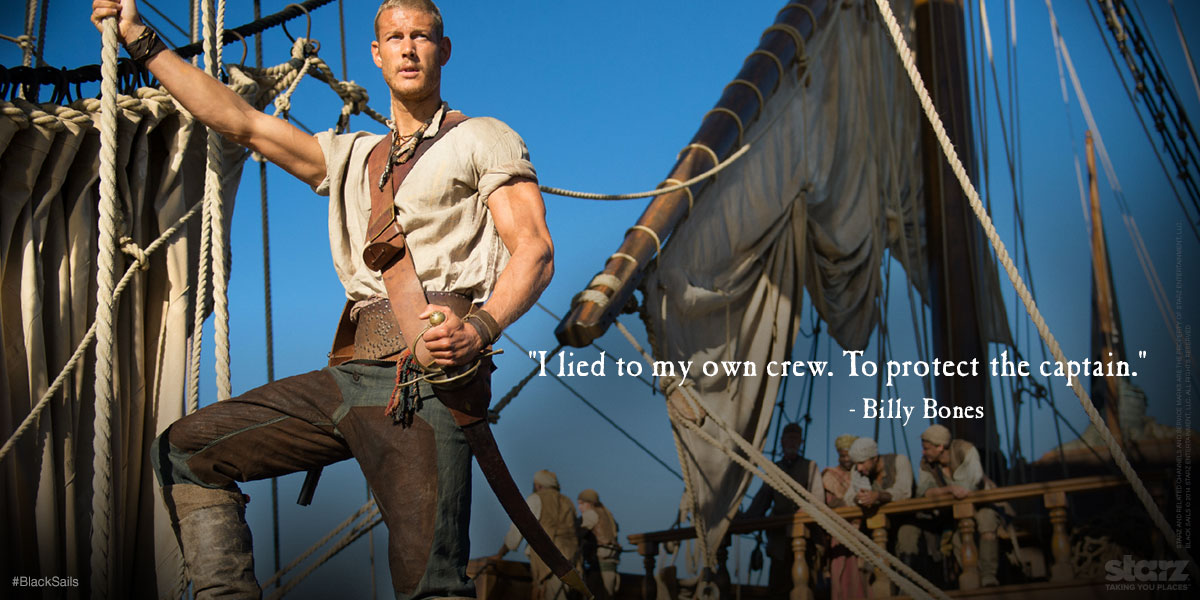 "I lied to my own crew. To protect the captain."
- Billy Bones
#BlackSails
starz
TAKING YOU PLACES